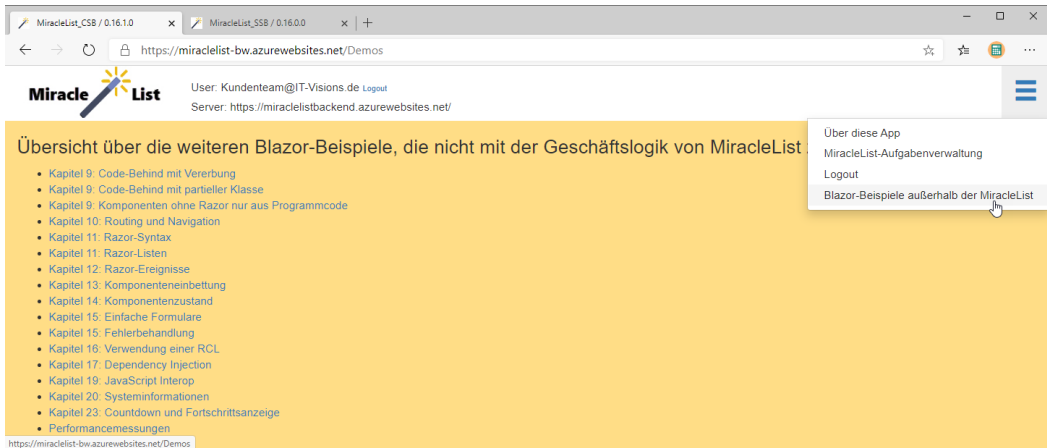 MiracleList_CSB / 0.16.1.0
MiracleList_SSB / 0.16.0.0
https://miraclelist-bw.azurewebsites.net/Demos
Miracle List
User: Kundenteam@IT-Visions.de Logout
Server: https://miraclelistbackend.azurewebsites.net/
Über diese App
MiracleList-Aufgabenverwaltung
Logout
Blazor-Beispiele außerhalb der MiracleList
Übersicht über die weiteren Blazor-Beispiele, die nicht mit der Geschäftslogik von MiracleList
Kapitel 9: Code-Behind mit Vererbung
Kapitel 9: Code-Behind mit partieller Klasse
Kapitel 9: Komponenten ohne Razor nur aus Programmcode
Kapitel 10: Routing und Navigation
Kapitel 11: Razor-Syntax
Kapitel 11: Razor-Listen
Kapitel 12: Razor-Ereignisse
Kapitel 13: Komponenteneinbettung
Kapitel 14: Komponentenzustand
Kapitel 15: Einfache Formulare
Kapitel 15: Fehlerbehandlung
Kapitel 16: Verwendung einer RCL
Kapitel 17: Dependency Injection
Kapitel 19: JavaScript Interop
Kapitel 20: Systeminformationen
Kapitel 23: Countdown und Fortschrittsanzeige
Performancemessungen
https://miraclelist-bw.azurewebsites.net/Demos